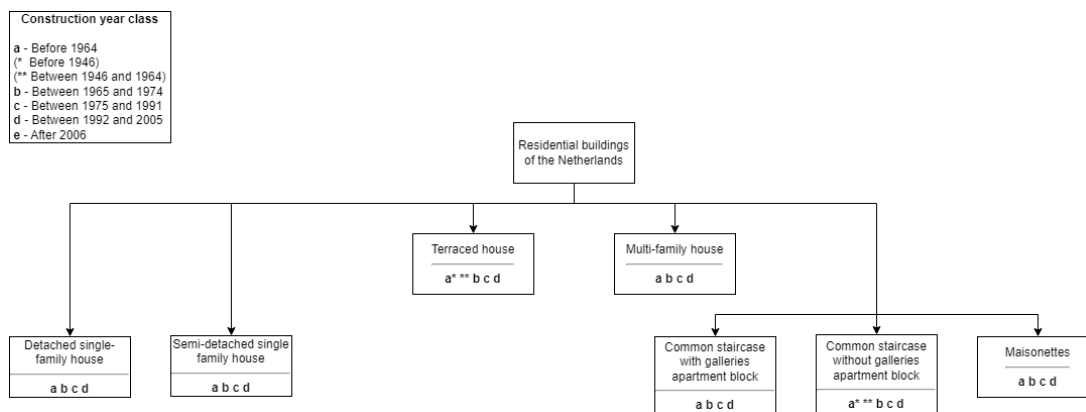 Construction year class
a - Before 1964
(* Before 1946)
(** Between 1946 and 1964)
b - Between 1965 and 1974
c - Between 1975 and 1991
d - Between 1992 and 2005
e - After 2006
Residential buildings
of the Netherlands
Terraced house
a* ** b c d
Multi-family house
a b c d
Detached single-
family house
a b c d
Semi-detached single
family house
a b c d
Common staircase
with galleries
apartment block
a b c d
Common staircase
without galleries
apartment block
a* ** b c d
Maisonettes
a b c d